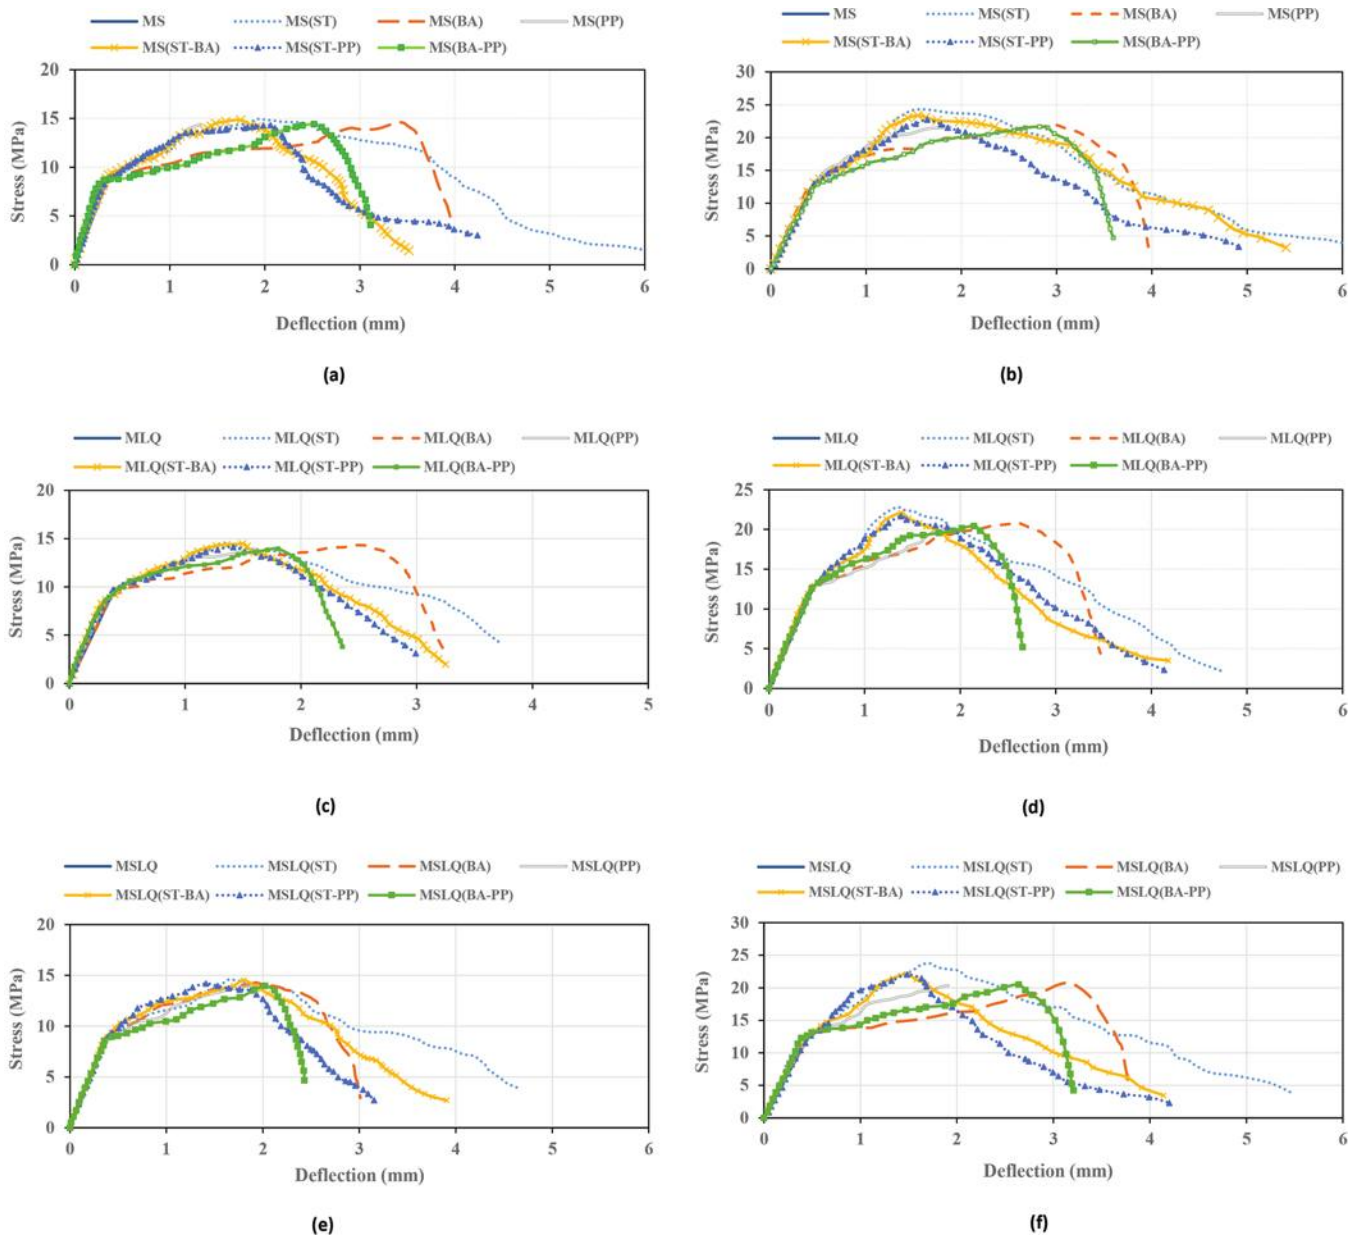 MS MS(ST) MS(BA) MS(PP)
MS(ST-BA) MS(ST-PP) MS(BA-PP)
20
15
10
5
0
Stress (MPa)
0 1 2 3 4 5 6
Deflection (mm)
(a)
MS MS(ST) MS(BA) MS(PP)
MS(ST-BA) MS(ST-PP) MS(BA-PP)
30
25
20
15
10
5
0
Stress (MPa)
0 1 2 3 4 5 6
Deflection (mm)
(b)
MLQ MLQ(ST) MLQ(BA) MLQ(PP)
MLQ(ST-BA) MLQ(ST-PP) MLQ(BA-PP)
20
15
10
5
0
Stress (MPa)
0 1 2 3 4 5
Deflection (mm)
(c)
MLQ MLQ(ST) MLQ(BA) MLQ(PP)
MLQ(ST-BA) MLQ(ST-PP) MLQ(BA-PP)
25
20
15
10
5
0
Stress (MPa)
0 1 2 3 4 5 6
Deflection (mm)
(d)
MSLQ MSLQ(ST) MSLQ(BA) MSLQ(PP)
MSLQ(ST-BA) MSLQ(ST-PP) MSLQ(BA-PP)
20
15
10
5
0
Stress (MPa)
0 1 2 3 4 5 6
Deflection (mm)
(e)
MSLQ MSLQ(ST) MSLQ(BA) MSLQ(PP)
MSLQ(ST-BA) MSLQ(ST-PP) MSLQ(BA-PP)
30
25
20
15
10
5
0
Stress (MPa)
0 1 2 3 4 5 6
Deflection (mm)
(f)